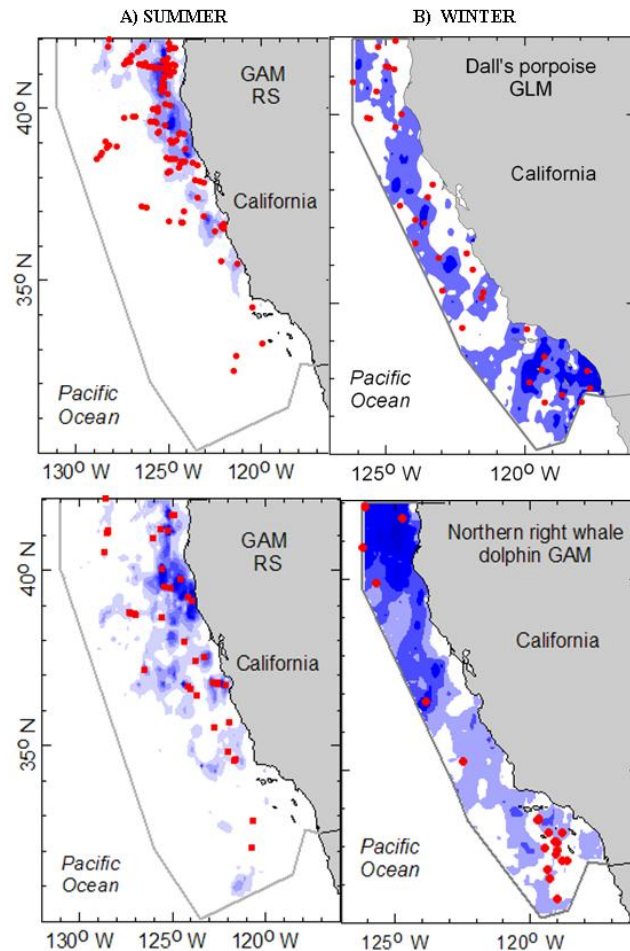 A) SUMMER
B) WINTER
GAM
RS
40° N
California
35° N
Pacific
Ocean
130° W
125° W
120° W
Dall's porpoise
GLM
California
Pacific
Ocean
125° W
120° W
GAM
RS
40° N
California
35° N
Pacific
Ocean
130° W
125° W
120° W
Northern right whale
dolphin GAM
California
Pacific
Ocean
125° W
120° W